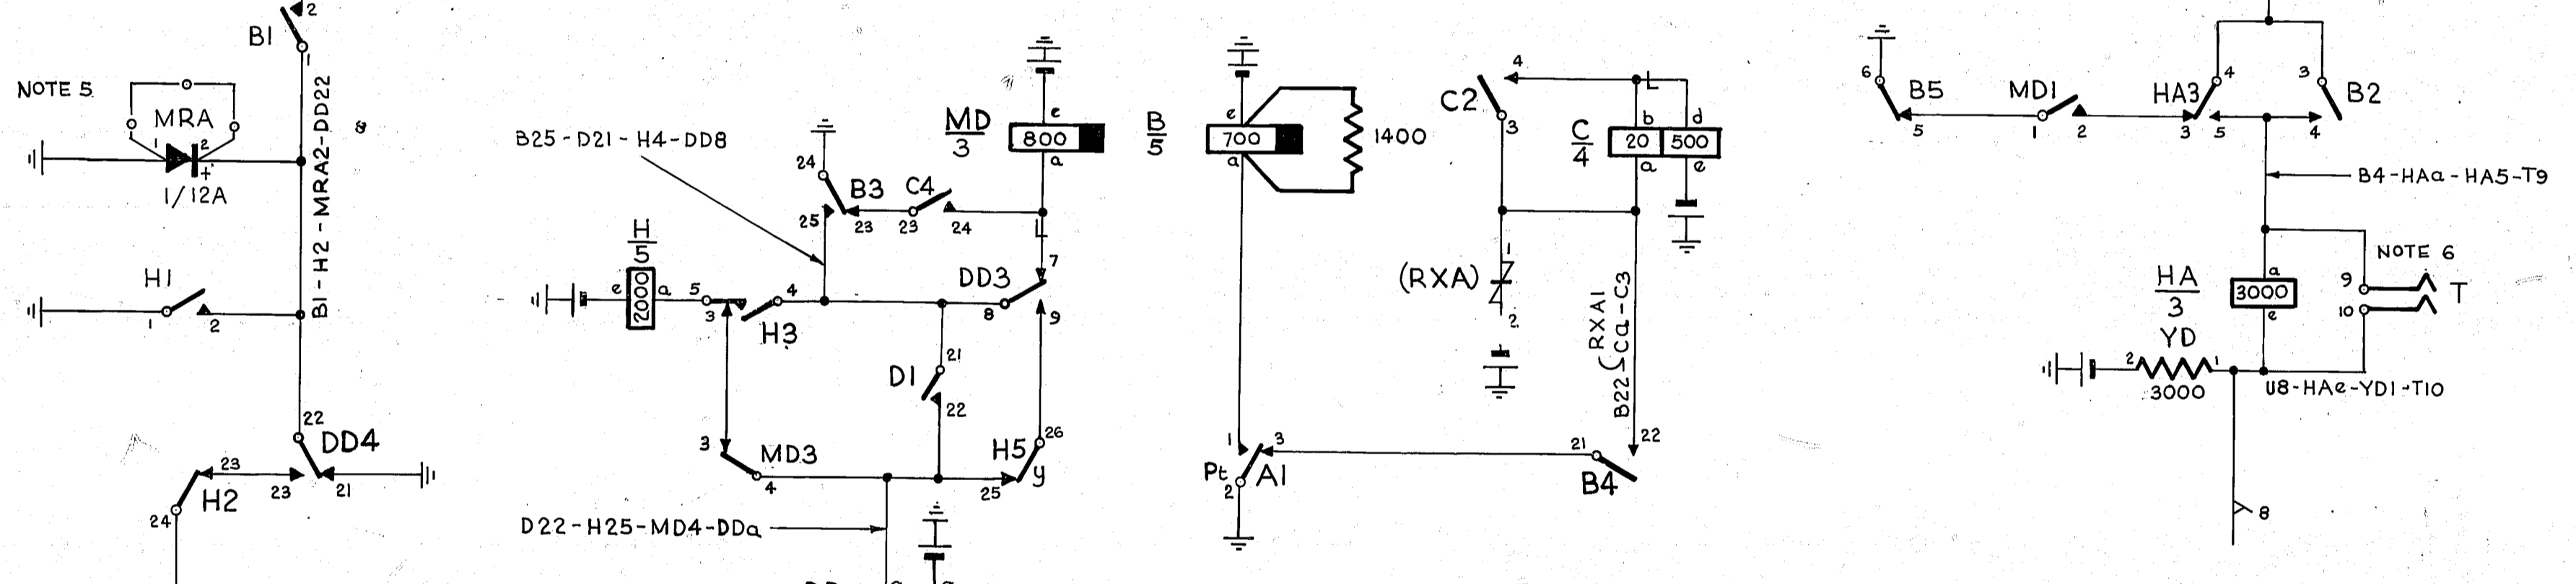 2
B1
1
NOTE 5
MRA
1
2
+
1/12A
B1-H2-MRA2-DD22
H1
1
2
22
DD4
23
23
21
H2
24
B25-D21-H4-DD8
24
B3
C4
25
23
23
24
MD
3
e
800
a
7
DD3
8
9
H
5
e
2000
a
5
4
3
H3
21
D1
22
3
MD3
4
H5
26
25
y
D22-H25-MD4-DDa
B
5
e
700
a
1400
4
C2
3
C
4
b
d
20
500
a
e
(RXA)
1
2
RXA1
B22
Ca-C3
1
3
Pt
A1
2
21
22
B4
6
B5
5
MD1
1
2
HA3
4
3
5
3
B2
4
B4-HAa-HA5-T9
NOTE 6
HA
3
a
3000
e
9
T
10
YD
2
1
3000
U8-HAe-YD1-T10
8